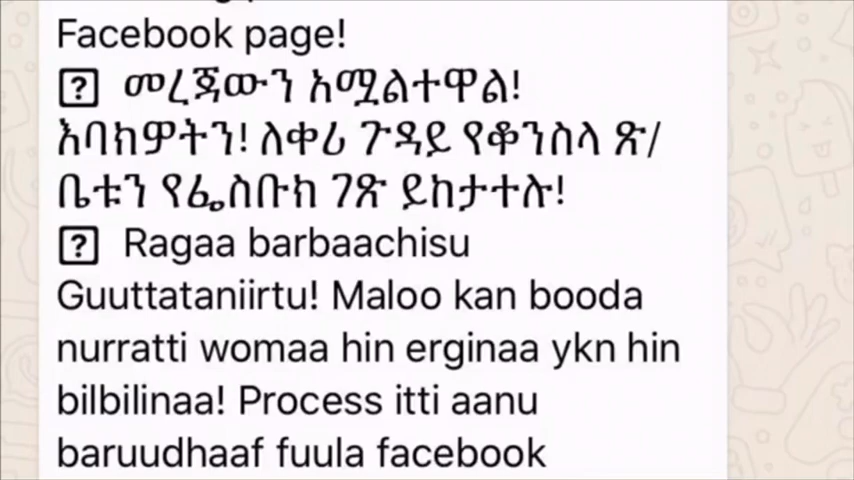 Facebook page!
⍰ መረጃውን አሟልተዋል!
እባክዎትን! ለቀሪ ጉዳይ የቆንስላ ጽ/
ቤቱን የፌስቡክ ገጽ ይከታተሉ!
⍰ Ragaa barbaachisu
Guuttataniirtu! Maloo kan booda
nurratti womaa hin erginaa ykn hin
bilbilinaa! Process itti aanu
baruudhaaf fuula facebook